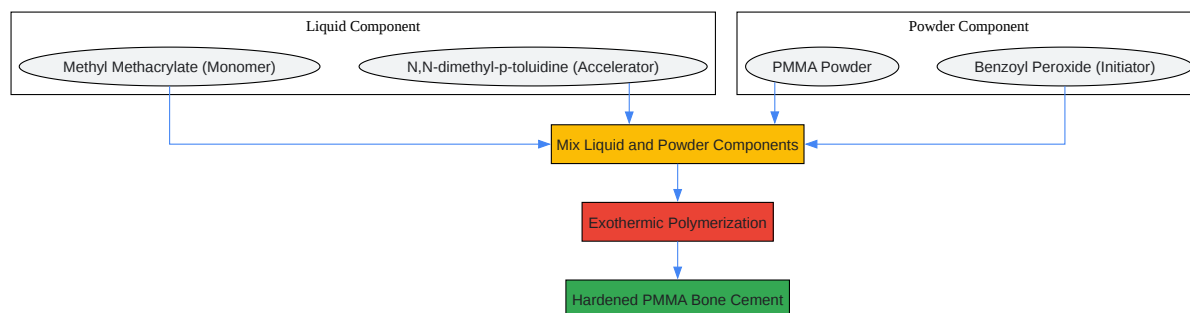 Liquid Component
Powder Component
Methyl Methacrylate (Monomer)
N,N-dimethyl-p-toluidine (Accelerator)
PMMA Powder
Benzoyl Peroxide (Initiator)
Mix Liquid and Powder Components
Exothermic Polymerization
Hardened PMMA Bone Cement